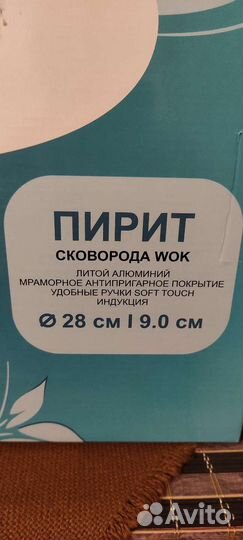 ПИРИТ
СКОВОРОДА WOK
ЛИТОЙ АЛЮМИНИЙ
МРАМОРНОЕ АНТИПРИГАРНОЕ ПОКРЫТИЕ
УДОБНЫЕ РУЧКИ SOFT TOUCH
ИНДУКЦИЯ
Ø 28 см I 9.0 см
Avito